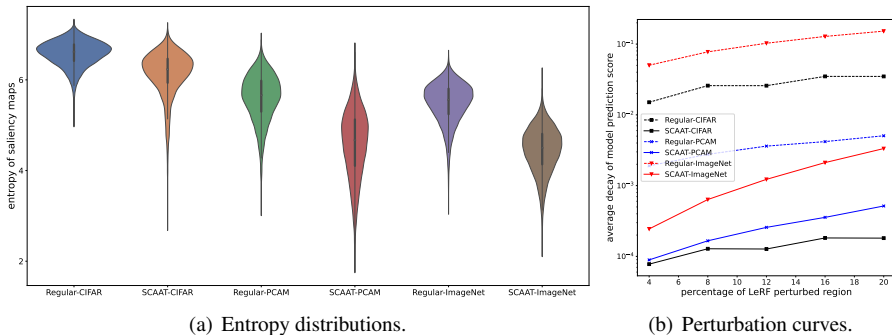 entropy of saliency maps
6
4
2
Regular-CIFAR SCAAT-CIFAR Regular-PCAM SCAAT-PCAM Regular-ImageNet SCAAT-ImageNet
(a) Entropy distributions.
average decay of model prediction score
10⁻¹
10⁻²
10⁻³
10⁻⁴
Regular-CIFAR
SCAAT-CIFAR
Regular-PCAM
SCAAT-PCAM
Regular-ImageNet
SCAAT-ImageNet
4 6 8 10 12 14 16 18 20
percentage of LeRF perturbed region
(b) Perturbation curves.